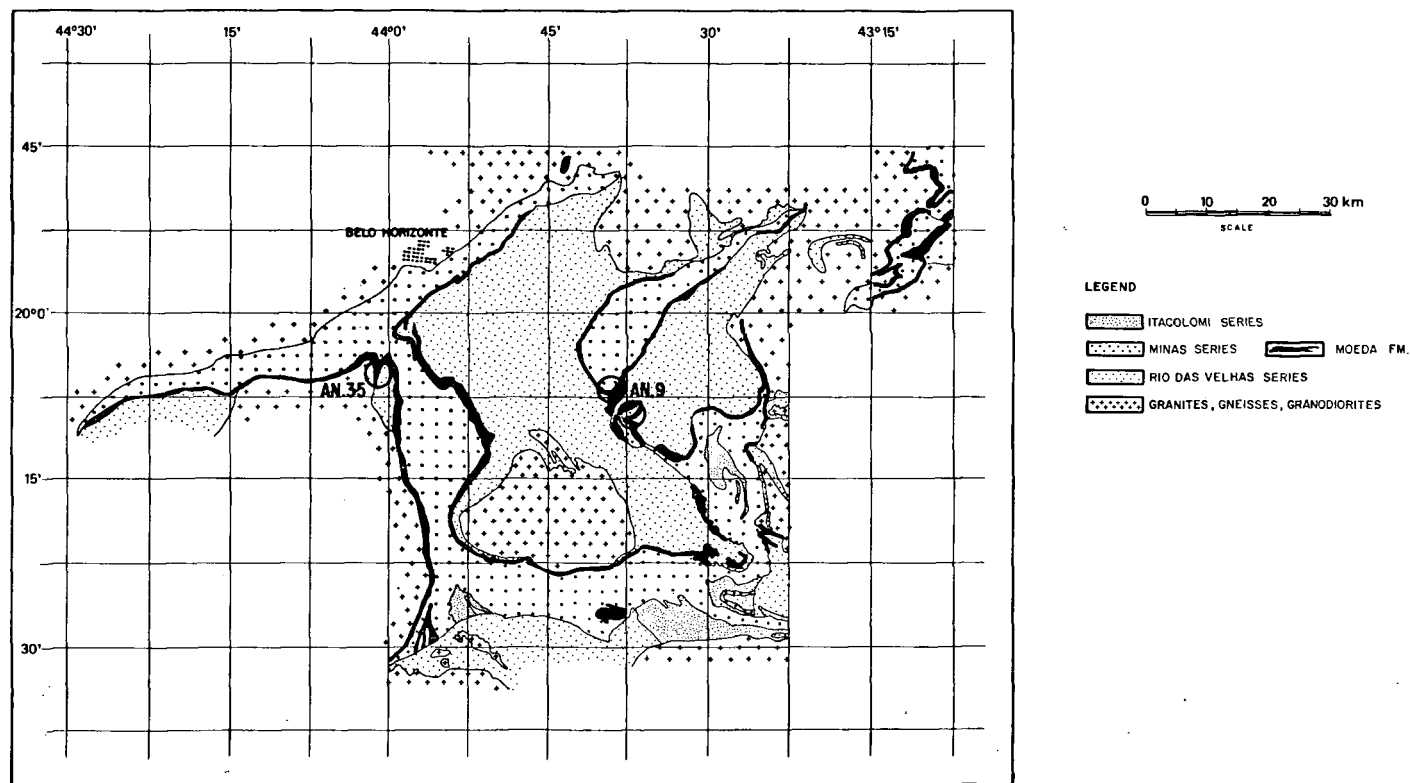 44°30' 15' 44°0' 45' 30' 43°15'
45'
BELO HORIZONTE
20°0'
AN.35
AN.9
15'
30'
0 10 20 30 km
SCALE
LEGEND
ITACOLOMI SERIES
MINAS SERIES MOEDA FM.
RIO DAS VELHAS SERIES
GRANITES, GNEISSES, GRANODIORITES